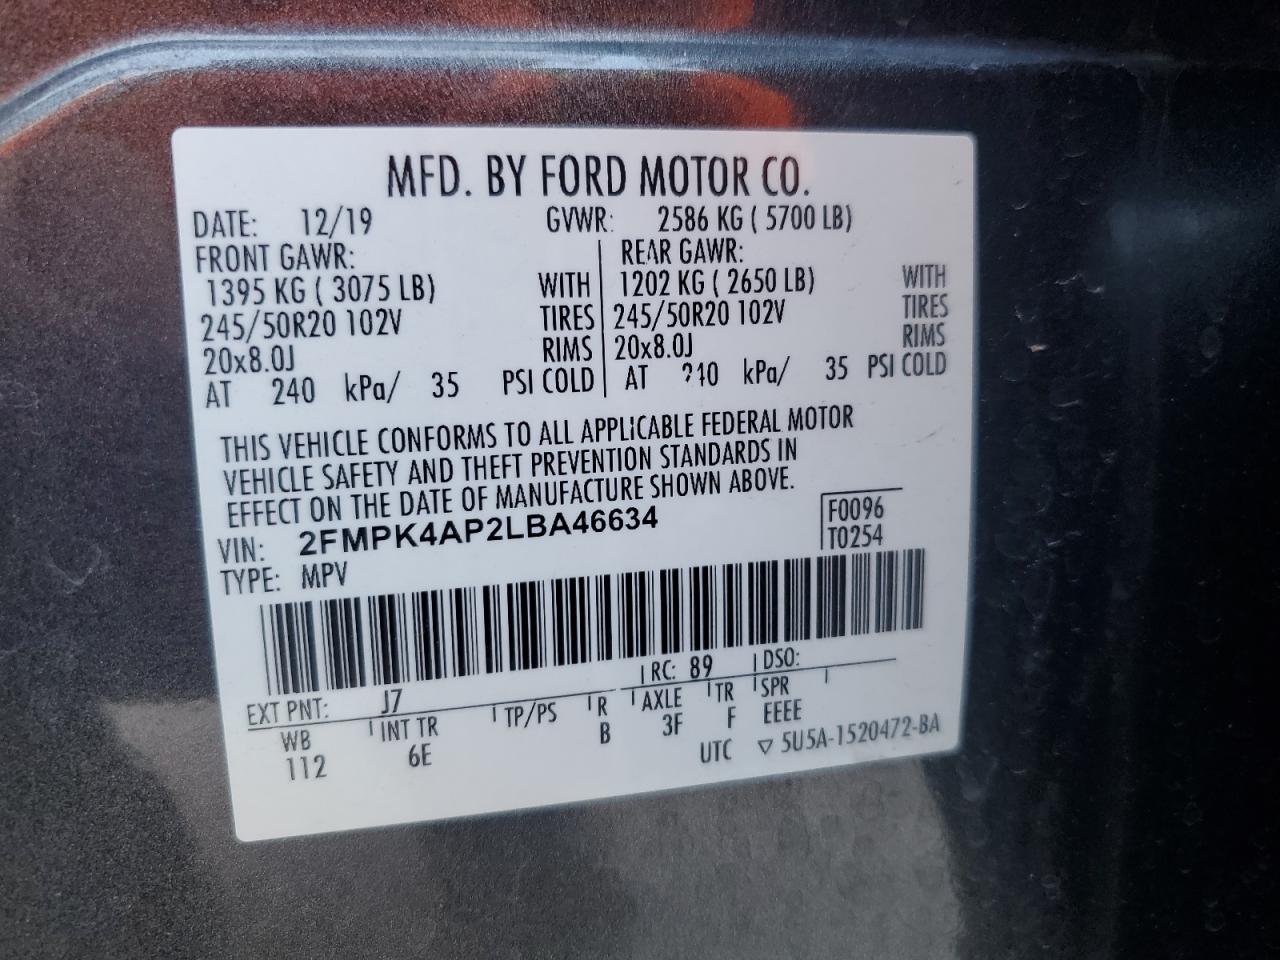 MFD. BY FORD MOTOR CO.
DATE: 12/19 GVWR: 2586 KG ( 5700 LB)
FRONT GAWR: REAR GAWR:
1395 KG ( 3075 LB) WITH 1202 KG ( 2650 LB) WITH
245/50R20 102V TIRES 245/50R20 102V TIRES
20x8.0J RIMS 20x8.0J RIMS
AT 240 kPa/ 35 PSI COLD AT kPa/ 35 PSI COLD
THIS VEHICLE CONFORMS TO ALL APPLICABLE FEDERAL MOTOR
VEHICLE SAFETY AND THEFT PREVENTION STANDARDS IN
EFFECT ON THE DATE OF MANUFACTURE SHOWN ABOVE.
VIN: 2FMPK4AP2LBA46634 F0096
TYPE: MPV T0254
RC: 89 DSO:
EXT PNT: J7
WB INT TR TP/PS R AXLE TR SPR
112 6E B 3F F EEEE
UTC ▽ 5U5A-1520472-BA